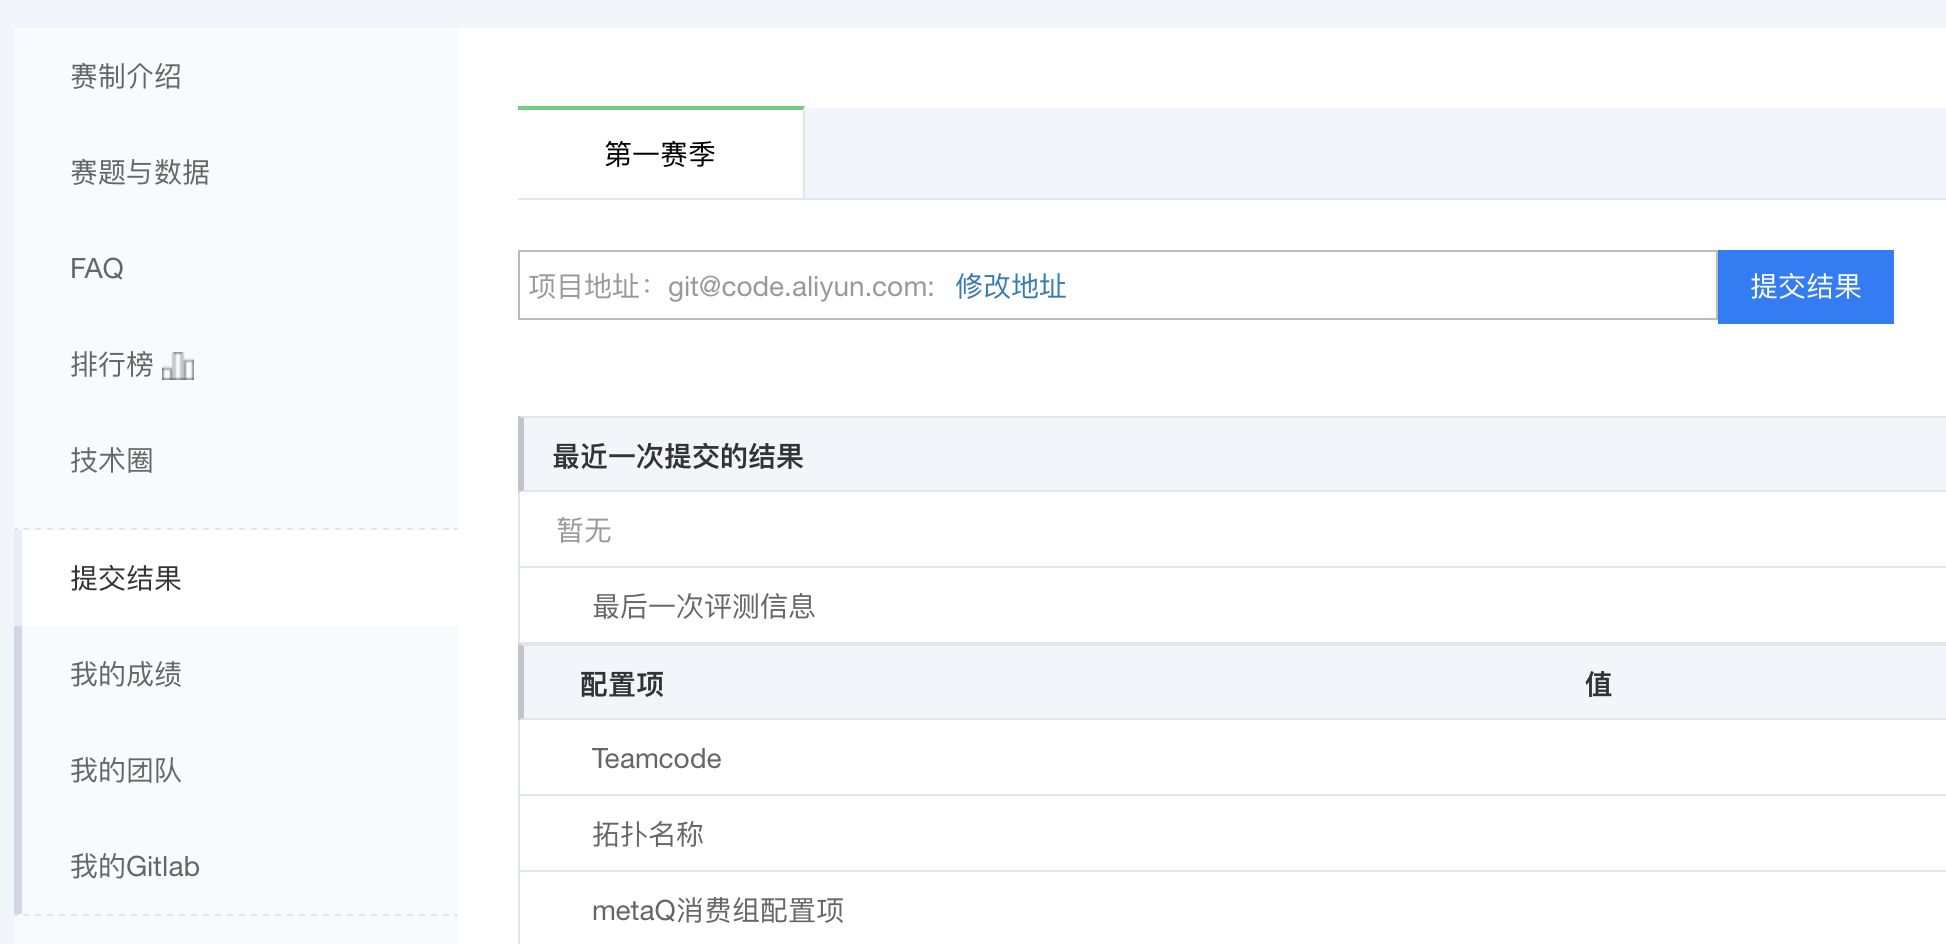 赛制介绍
赛题与数据
FAQ
排行榜
技术圈
提交结果
我的成绩
我的团队
我的Gitlab
第一赛季
项目地址：git@code.aliyun.com: 修改地址 提交结果
最近一次提交的结果
暂无
最后一次评测信息
配置项 值
Teamcode
拓扑名称
metaQ消费组配置项